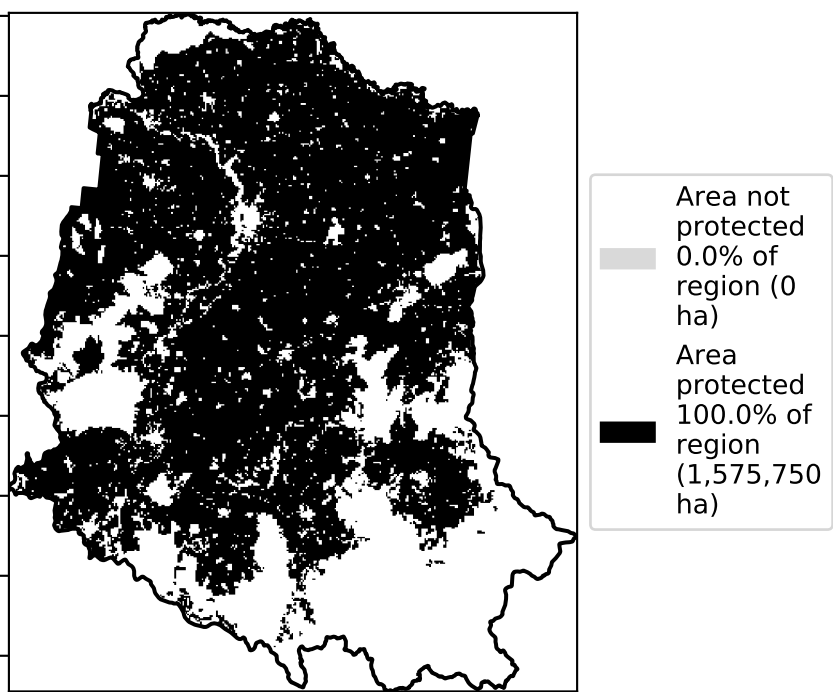 Area not
protected
0.0% of
region (0
ha)
Area
protected
100.0% of
region
(1,575,750
ha)